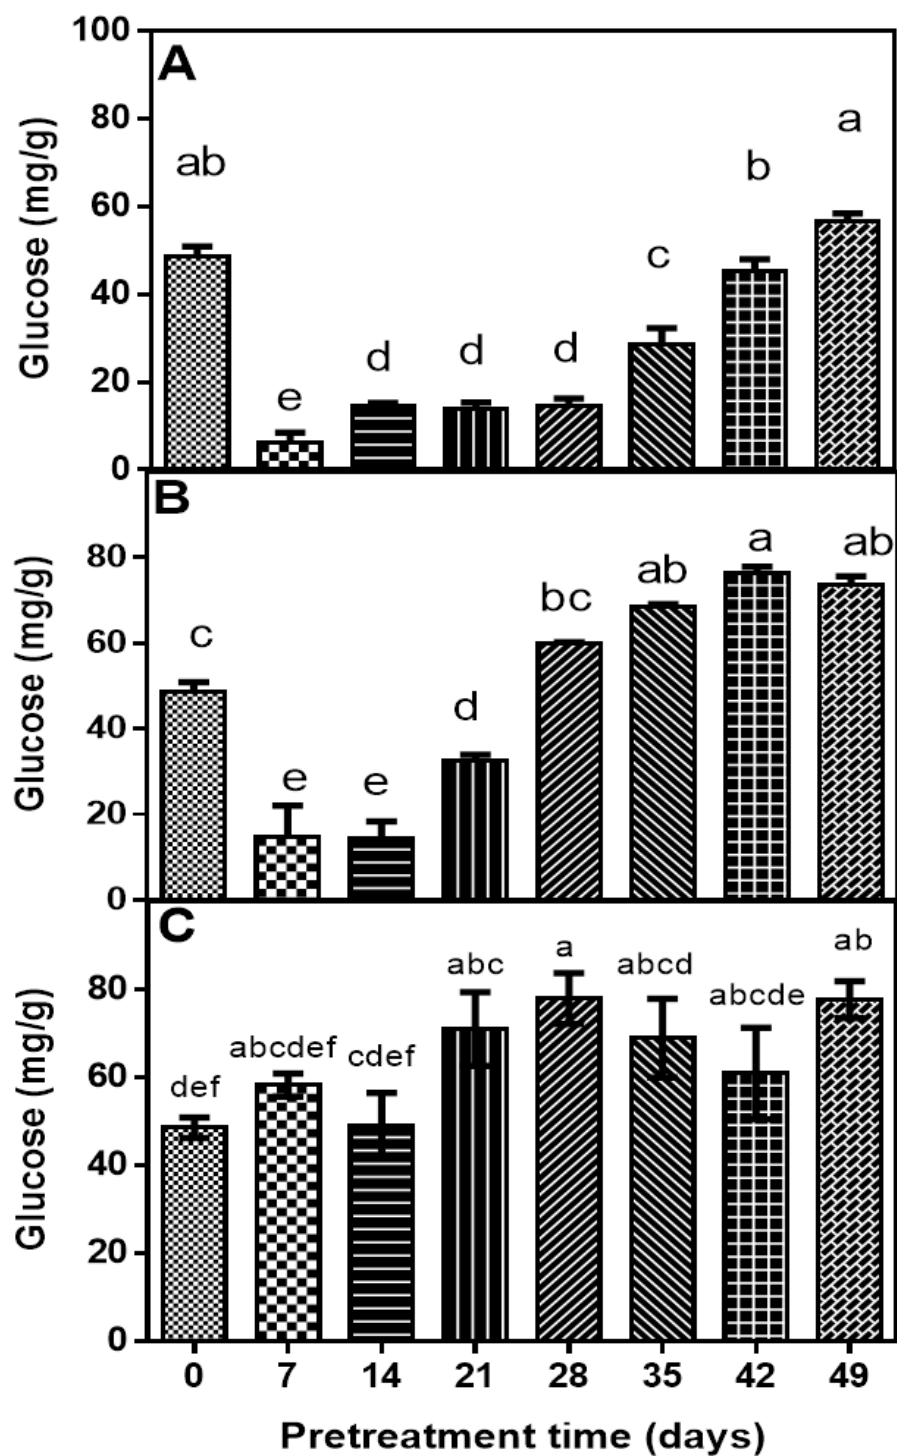 100
A
80
60
40
20
0
Glucose (mg/g)
ab
e
d
d
d
c
b
a
B
80
60
40
20
0
Glucose (mg/g)
c
e
e
d
bc
ab
a
ab
C
80
60
40
20
0
Glucose (mg/g)
def
abcdef
cdef
abc
a
abcd
abcde
ab
0 7 14 21 28 35 42 49
Pretreatment time (days)